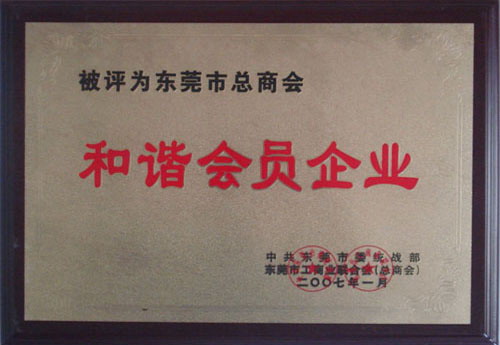 被评为东莞市总商会
和谐会员企业
中共东莞市委统战部
东莞市工商业联合会(总商会)
二〇〇七年一月